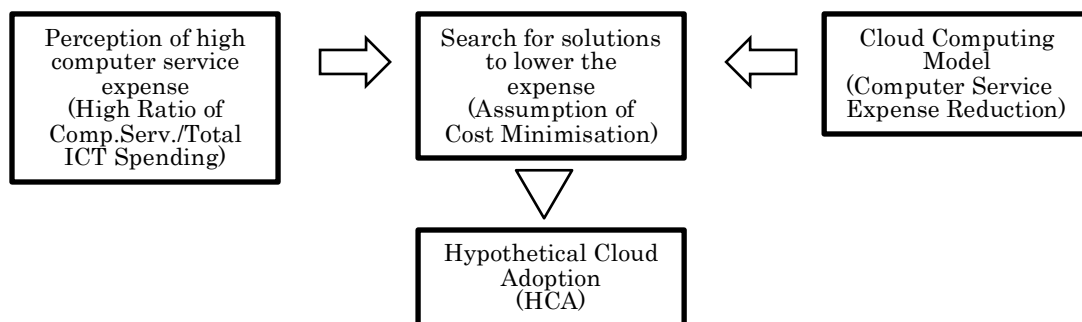 Perception of high
computer service
expense
(High Ratio of
Comp.Serv./Total
ICT Spending)
Search for solutions
to lower the
expense
(Assumption of
Cost Minimisation)
Cloud Computing
Model
(Computer Service
Expense Reduction)
Hypothetical Cloud
Adoption
(HCA)